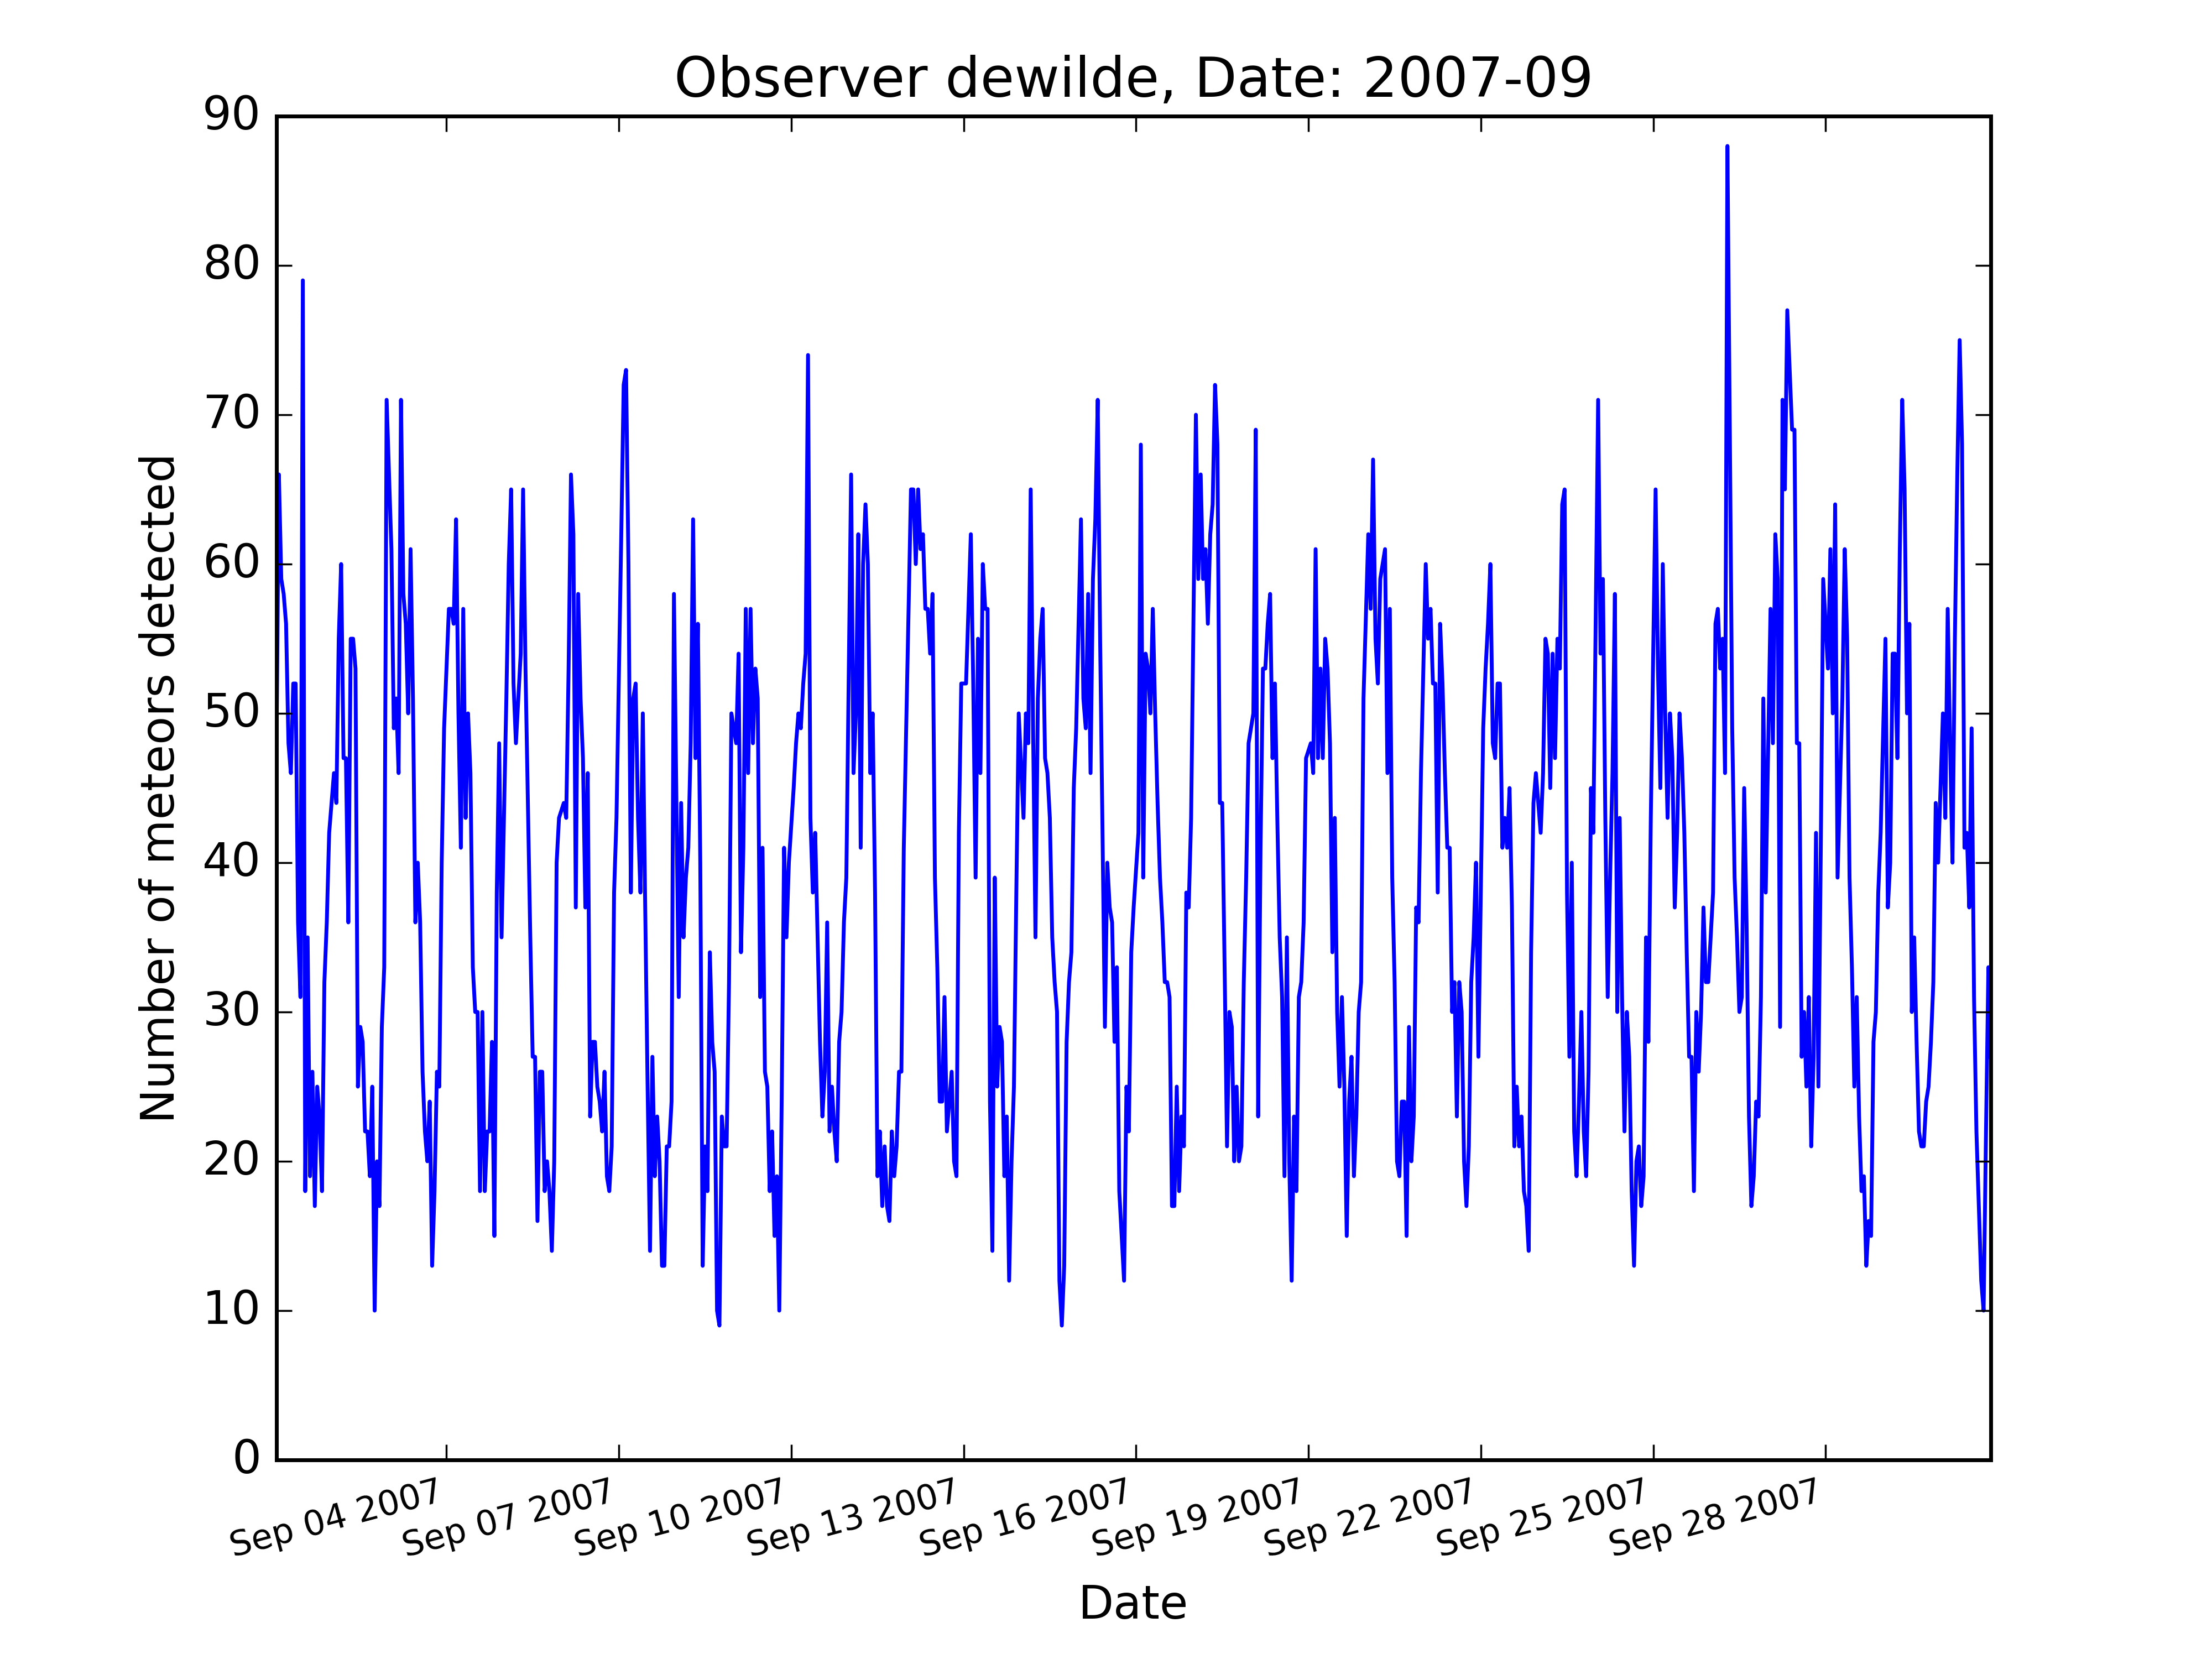 Observer dewilde, Date: 2007-09
Number of meteors detected
90
80
70
60
50
40
30
20
10
0
Sep 04 2007
Sep 07 2007
Sep 10 2007
Sep 13 2007
Sep 16 2007
Sep 19 2007
Sep 22 2007
Sep 25 2007
Sep 28 2007
Date